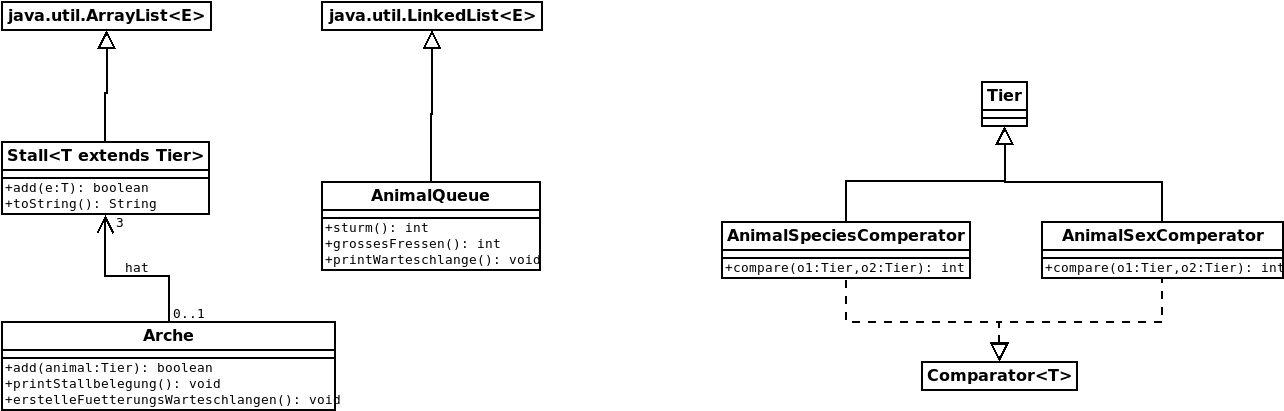 java.util.ArrayList<E>
java.util.LinkedList<E>
Tier
Stall<T extends Tier>
+add(e:T): boolean
+toString(): String
3
hat
0..1
AnimalQueue
+sturm(): int
+grossesFressen(): int
+printWarteschlange(): void
AnimalSpeciesComperator
+compare(o1:Tier,o2:Tier): int
AnimalSexComperator
+compare(o1:Tier,o2:Tier): int
Arche
+add(animal:Tier): boolean
+printStallbelegung(): void
+erstelleFuetterungsWarteschlangen(): void
Comparator<T>